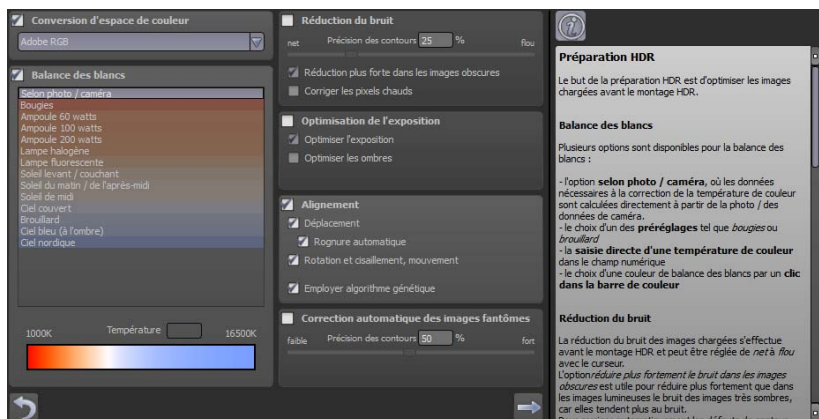 Conversion d'espace de couleur
Adobe RGB
Balance des blancs
Selon photo / caméra
Bougies
Ampoule 60 watts
Ampoule 100 watts
Ampoule 200 watts
Lampe halogène
Lampe fluorescente
Soleil levant / couchant
Soleil du matin / de l'après-midi
Soleil de midi
Ciel couvert
Brouillard
Ciel bleu (à l'ombre)
Ciel nordique
1000K Température 16500K
Réduction du bruit
net Précision des contours 25 % flou
Réduction plus forte dans les images obscures
Corriger les pixels chauds
Optimisation de l'exposition
Optimiser l'exposition
Optimiser les ombres
Alignement
Déplacement
Rognure automatique
Rotation et cisaillement, mouvement
Employer algorithme génétique
Correction automatique des images fantômes
faible Précision des contours 50 % fort
Préparation HDR
Le but de la préparation HDR est d'optimiser les images
chargées avant le montage HDR.
Balance des blancs
Plusieurs options sont disponibles pour la balance des
blancs :
- l'option selon photo / caméra, où les données
nécessaires à la correction de la température de couleur
sont calculées directement à partir de la photo / des
données de caméra.
- le choix d'un des préréglages tel que bougies ou
brouillard
- la saisie directe d'une température de couleur
dans le champ numérique
- le choix d'une couleur de balance des blancs par un clic
dans la barre de couleur
Réduction du bruit
La réduction du bruit des images chargées s'effectue
avant le montage HDR et peut être réglée de net à flou
avec le curseur.
L'option réduire plus fortement le bruit dans les images
obscures est utile pour réduire plus fortement que dans
les images lumineuses le bruit des images très sombres,
car elles tendent plus au bruit.